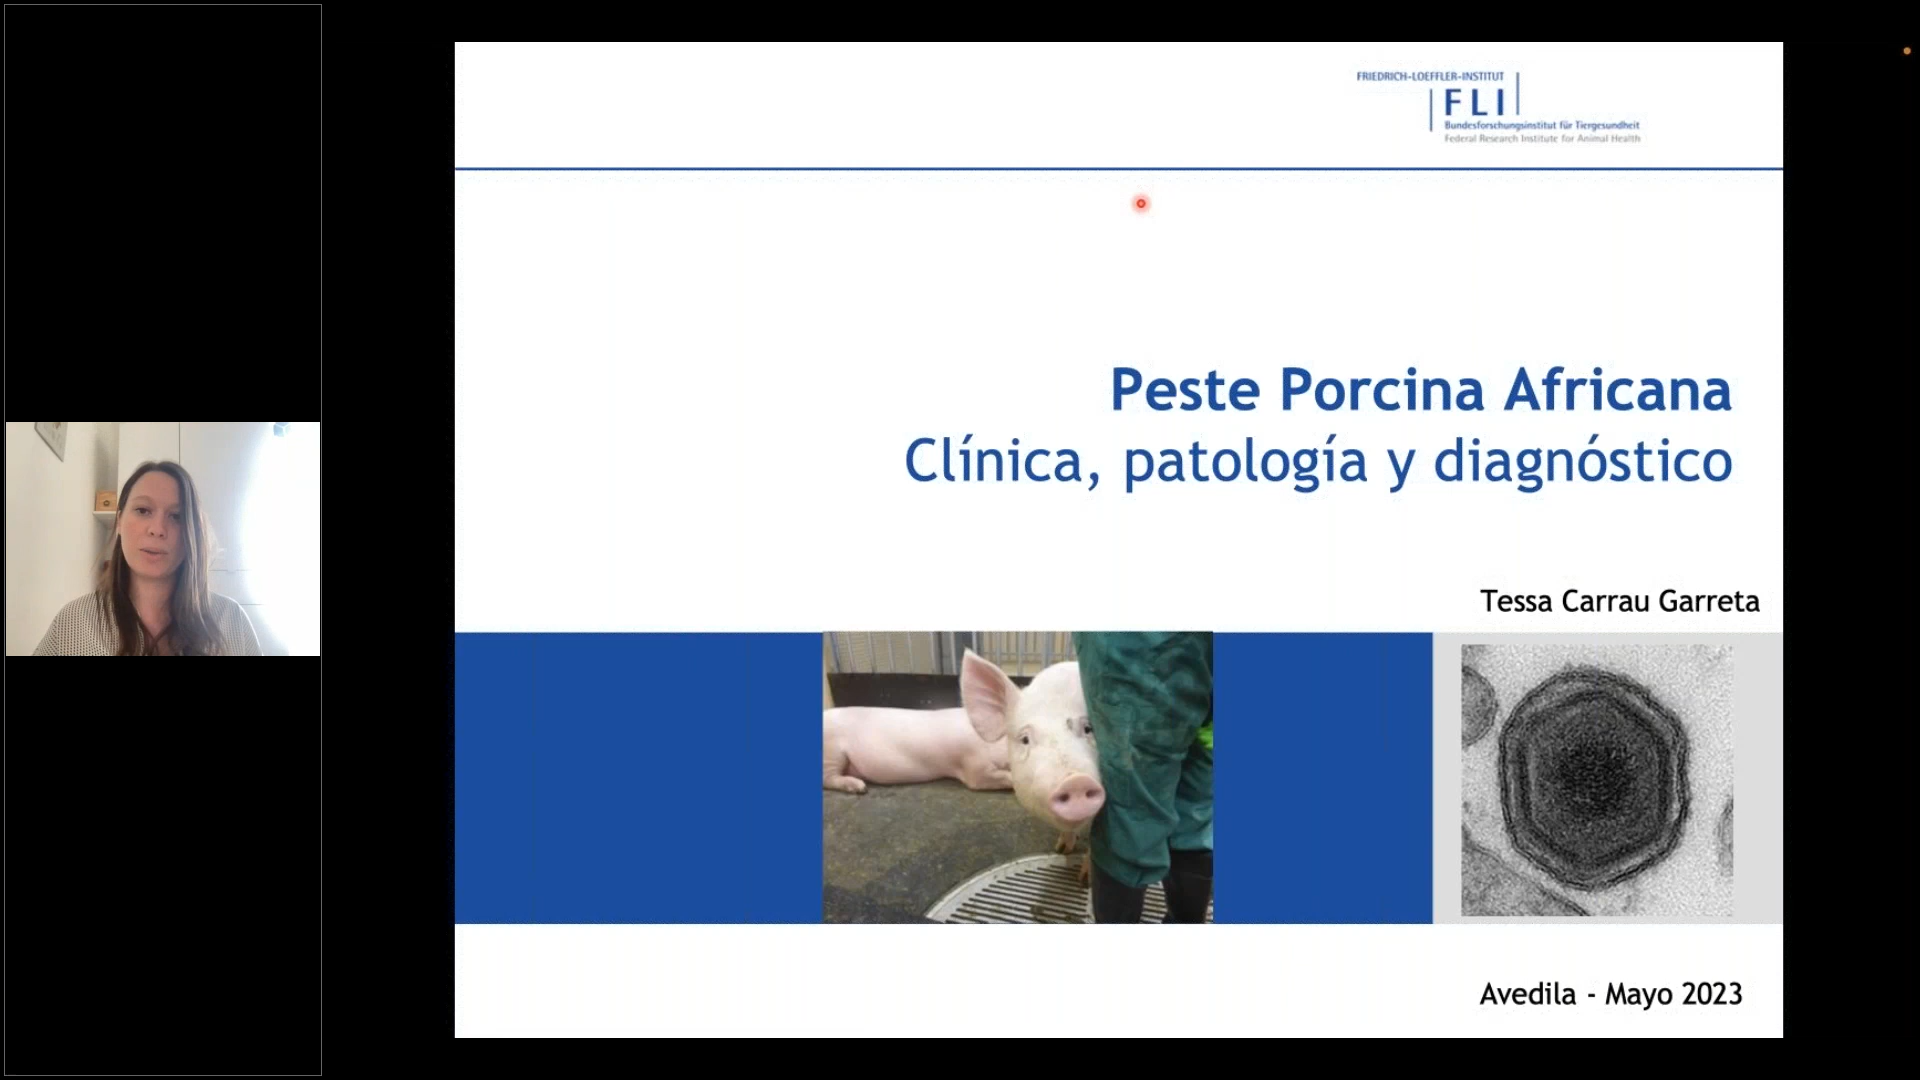 FRIEDRICH-LOEFFLER-INSTITUT
FLI
Bundesforschungsinstitut für Tiergesundheit
Federal Research Institute for Animal Health
Peste Porcina Africana
Clínica, patología y diagnóstico
Tessa Carrau Garreta
Avedila - Mayo 2023